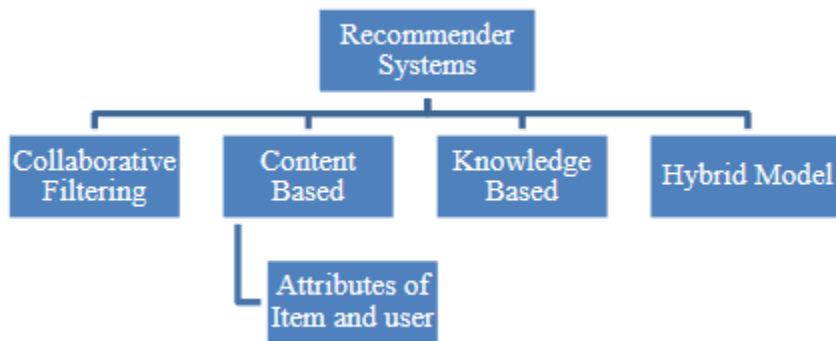 Recommender
Systems
Collaborative
Filtering
Content
Based
Knowledge
Based
Hybrid Model
Attributes of
Item and user